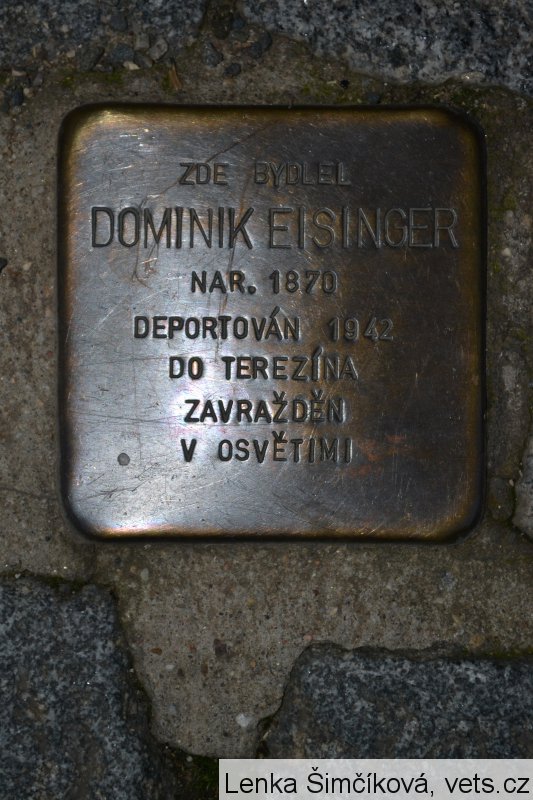 ZDE BYDLEL
DOMINIK EISINGER
NAR. 1870
DEPORTOVÁN 1942
DO TEREZÍNA
ZAVRAŽDĚN
V OSVĚTIMI
Lenka Šimčíková, vets.cz